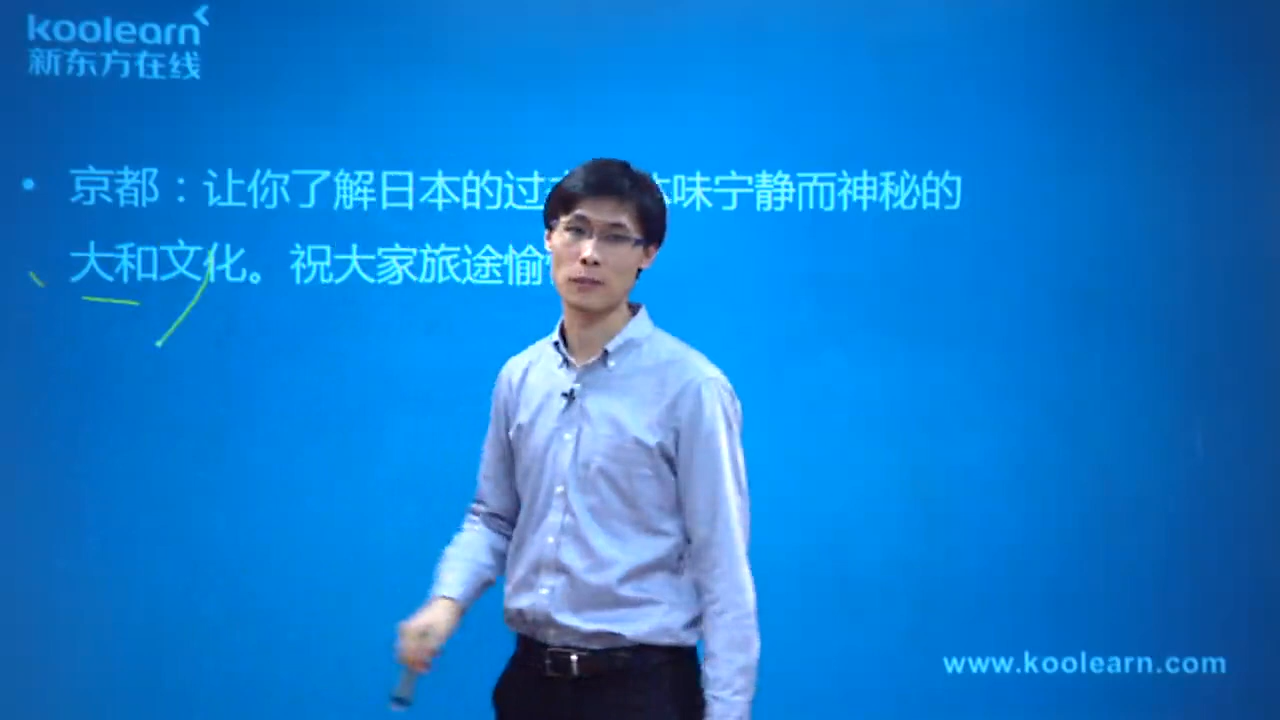 koolearn
新东方在线
京都：让你了解日本的过 味宁静而神秘的
大和文化。祝大家旅途愉
www.koolearn.com